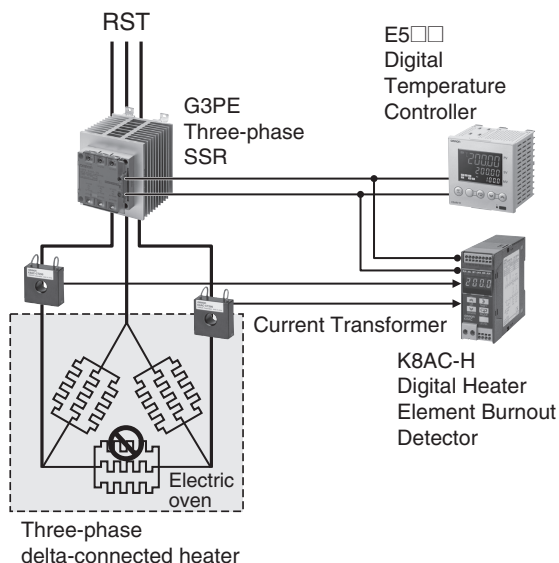 RST
G3PE
Three-phase
SSR
E5□□
Digital
Temperature
Controller
Current Transformer
K8AC-H
Digital Heater
Element Burnout
Detector
Electric
oven
Three-phase
delta-connected heater